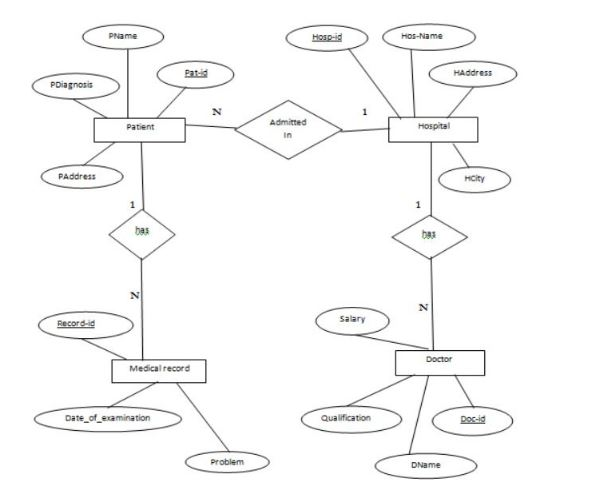 PName
Hosp-id
Hos-Name
Pat-id
HAddress
PDiagnosis
N
1
Patient
Admitted
In
Hospital
PAddress
HCity
1
1
has
has
N
N
Record-id
Salary
Medical record
Doctor
Date_of_examination
Qualification
Doc-id
Problem
DName